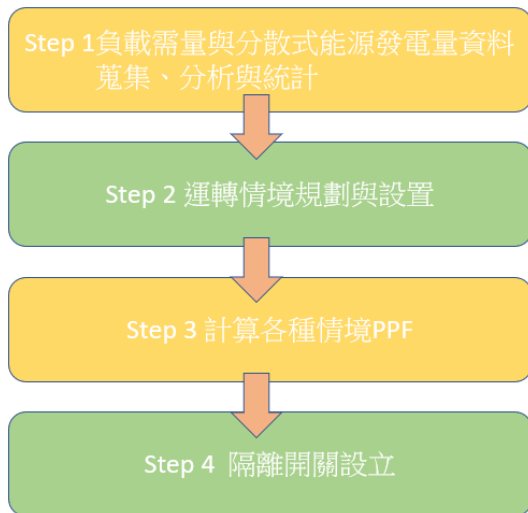 Step 1負載需量與分散式能源發電量資料
蒐集、分析與統計
Step 2 運轉情境規劃與設置
Step 3 計算各種情境PPF
Step 4 隔離開關設立